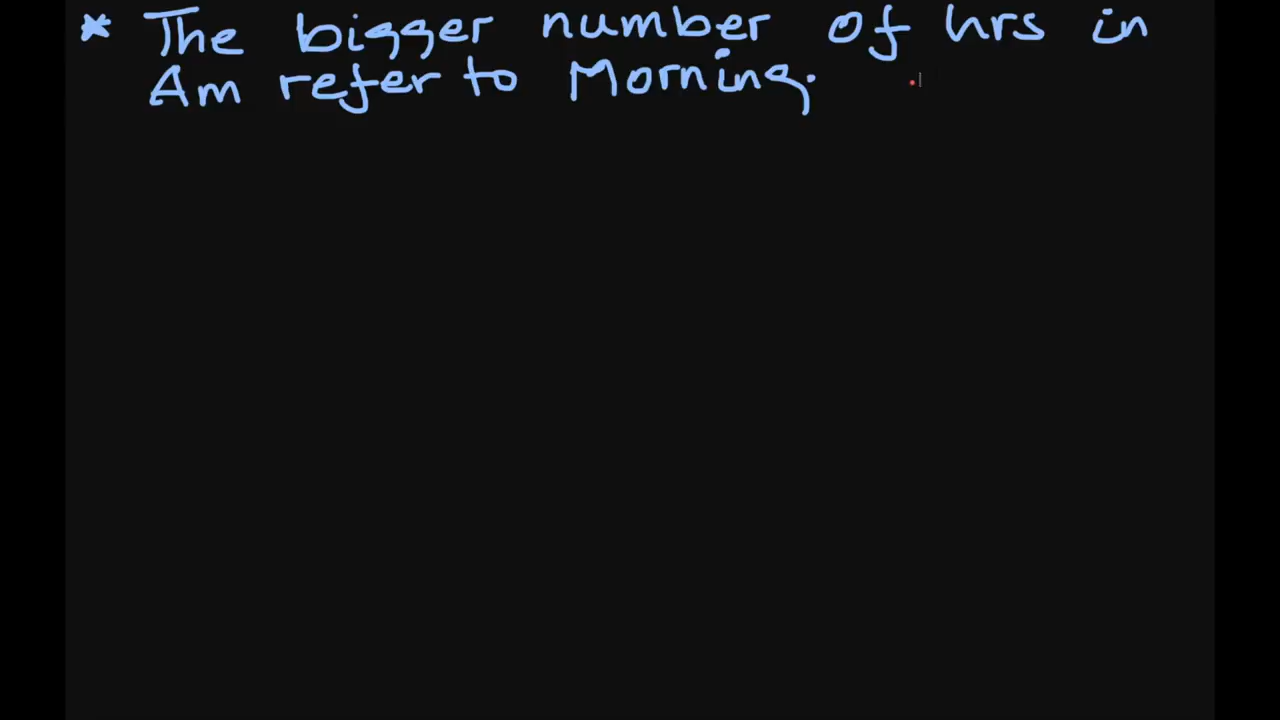 * The bigger number of hrs in
Am refer to Morning.